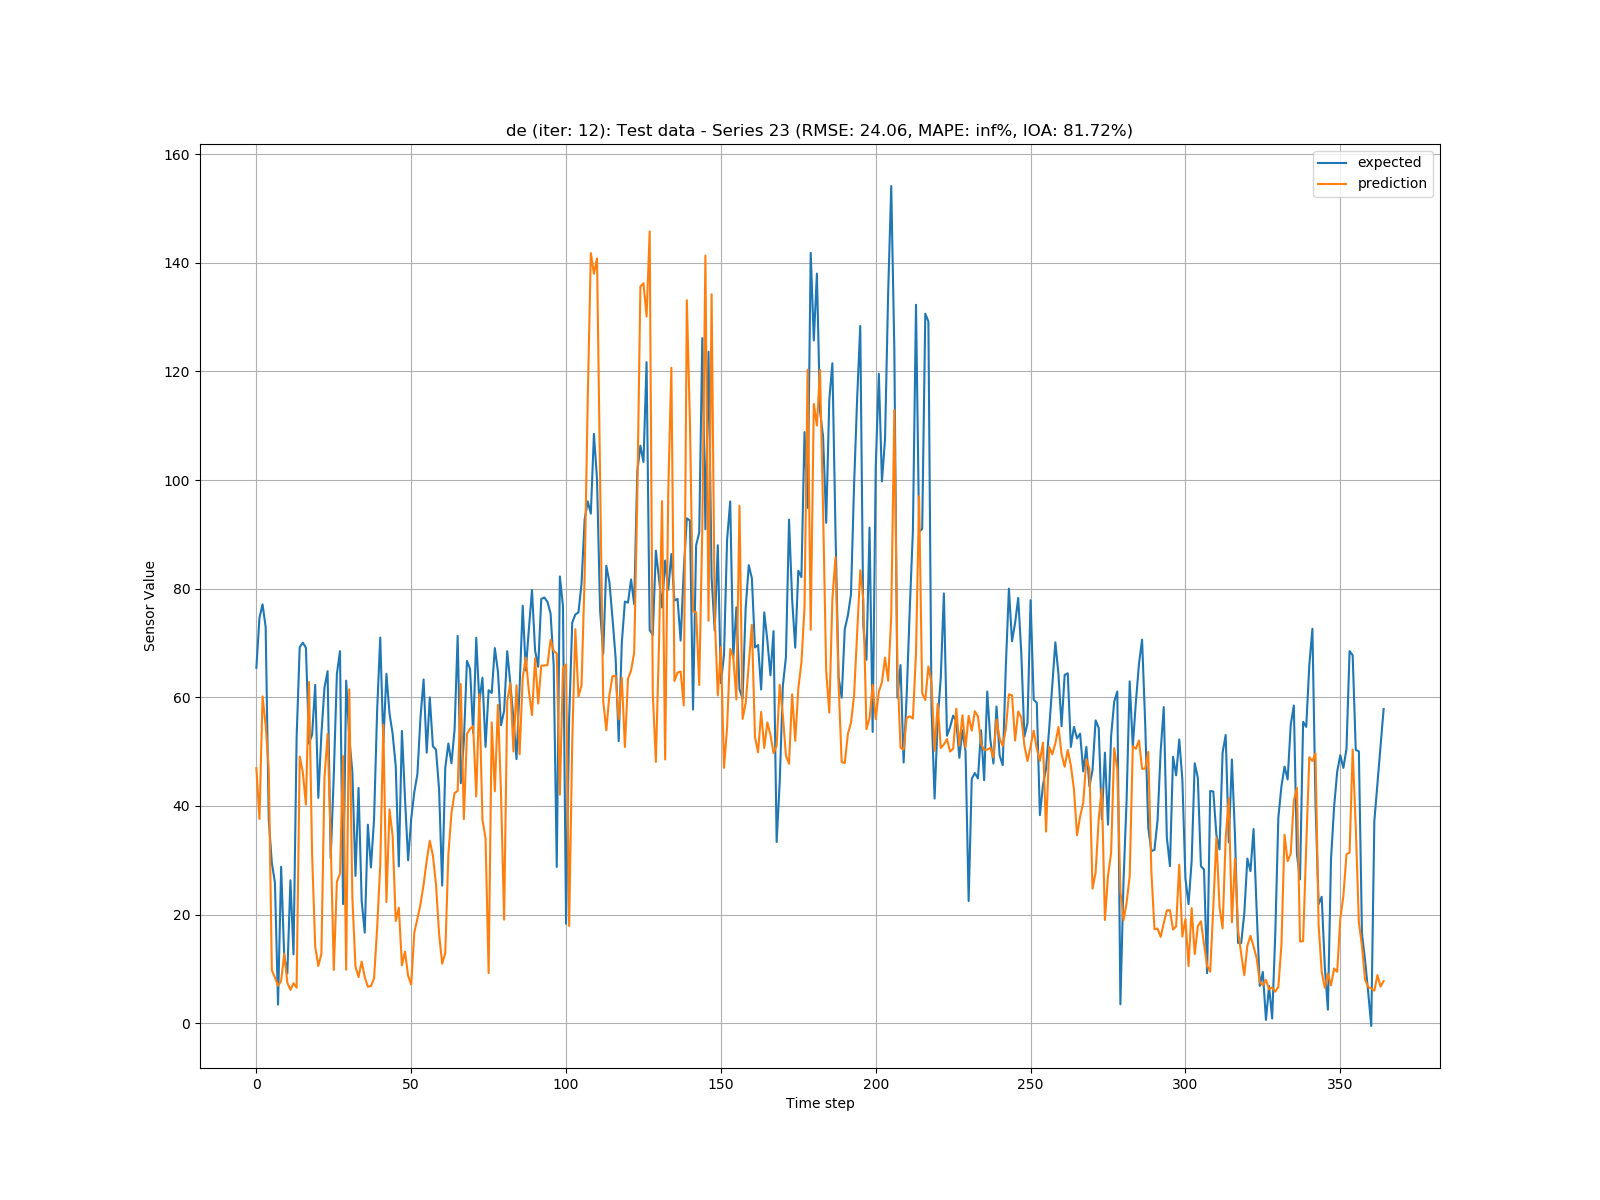 de (iter: 12): Test data - Series 23 (RMSE: 24.06, MAPE: inf%, IOA: 81.72%)
expected
prediction
160
140
120
100
80
60
40
20
0
Sensor Value
0 50 100 150 200 250 300 350
Time step